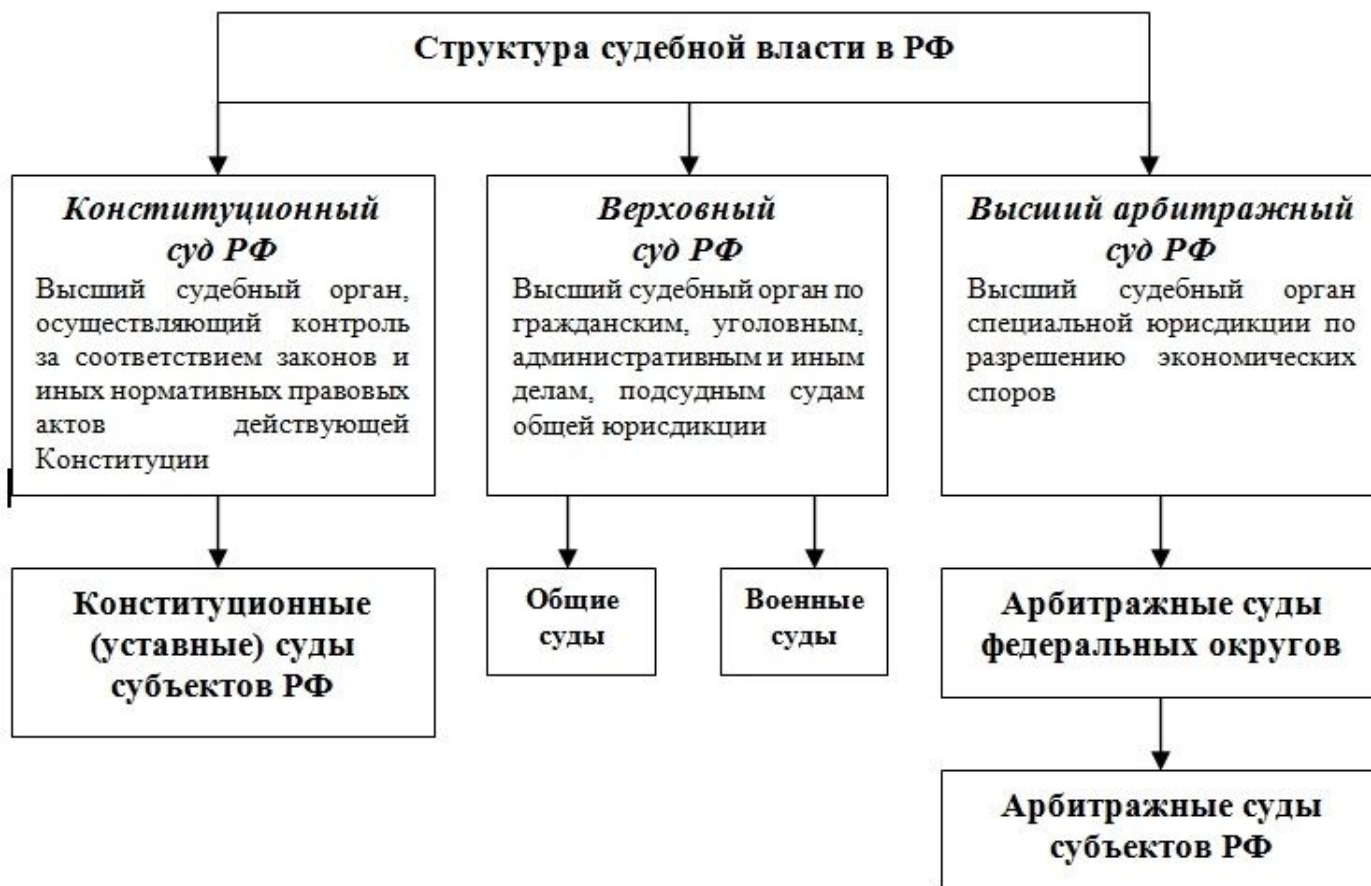 Структура судебной власти в РФ
Конституционный
суд РФ
Высший судебный орган,
осуществляющий контроль
за соответствием законов и
иных нормативных правовых
актов действующей
Конституции
Верховный
суд РФ
Высший судебный орган по
гражданским, уголовным,
административным и иным
делам, подсудным судам
общей юрисдикции
Высший арбитражный
суд РФ
Высший судебный орган
специальной юрисдикции по
разрешению экономических
споров
Конституционные
(уставные) суды
субъектов РФ
Общие
суды
Военные
суды
Арбитражные суды
федеральных округов
Арбитражные суды
субъектов РФ